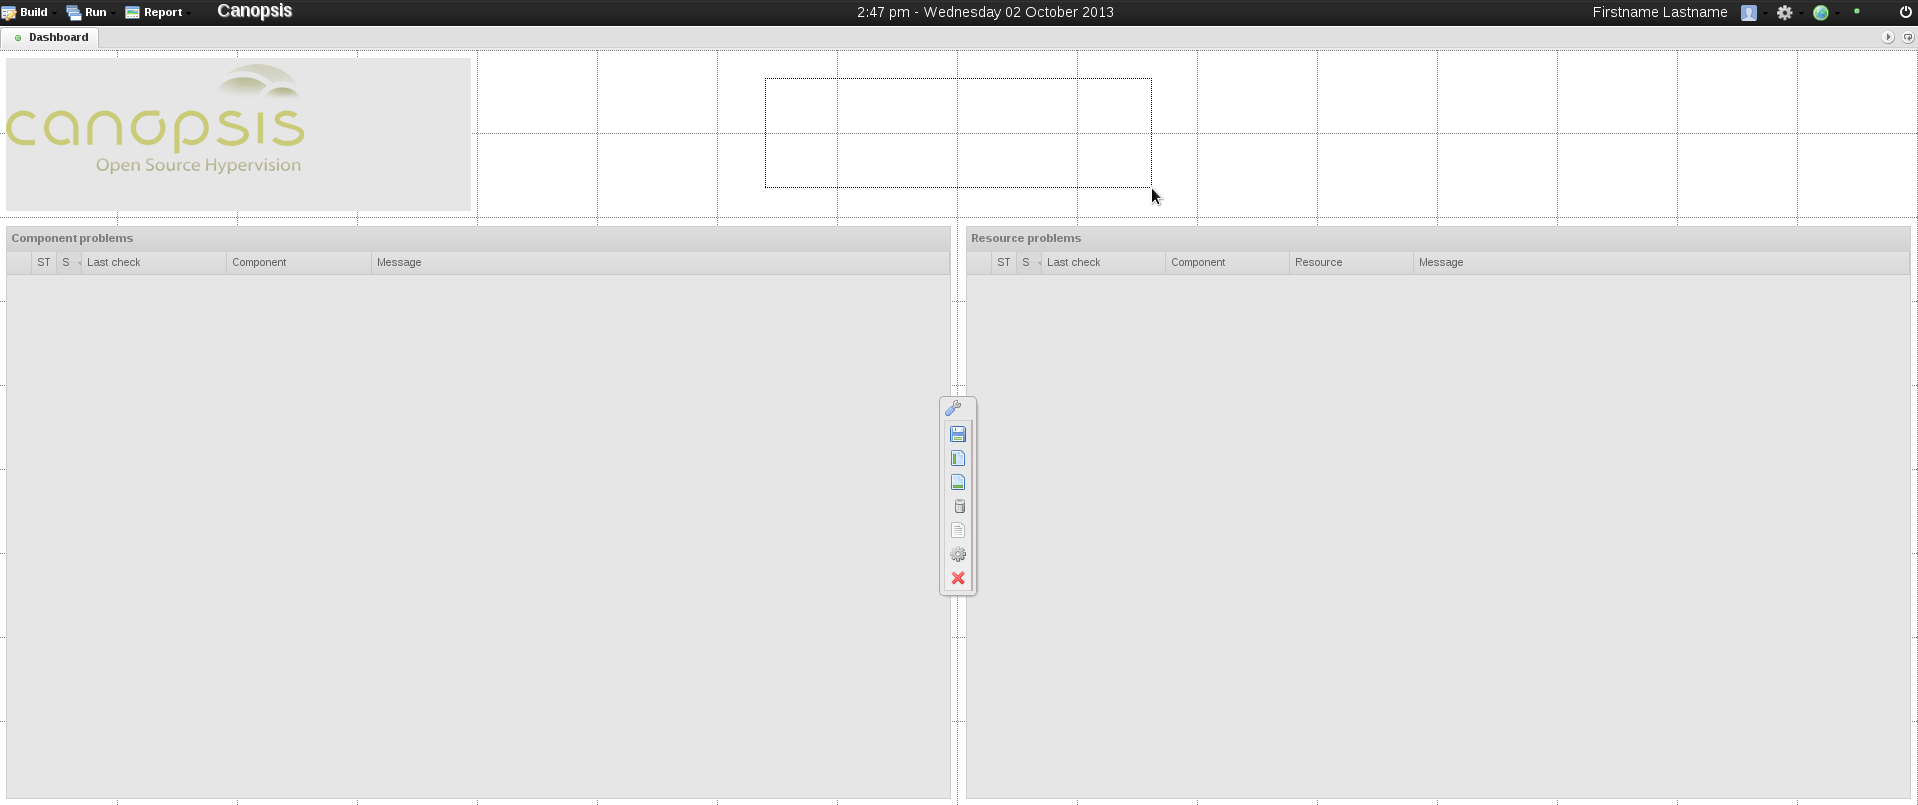 Build Run Report Canopsis 2:47 pm - Wednesday 02 October 2013 Firstname Lastname
Dashboard
canopsis
Open Source Hypervision
Component problems
ST S Last check Component Message
Resource problems
ST S Last check Component Resource Message